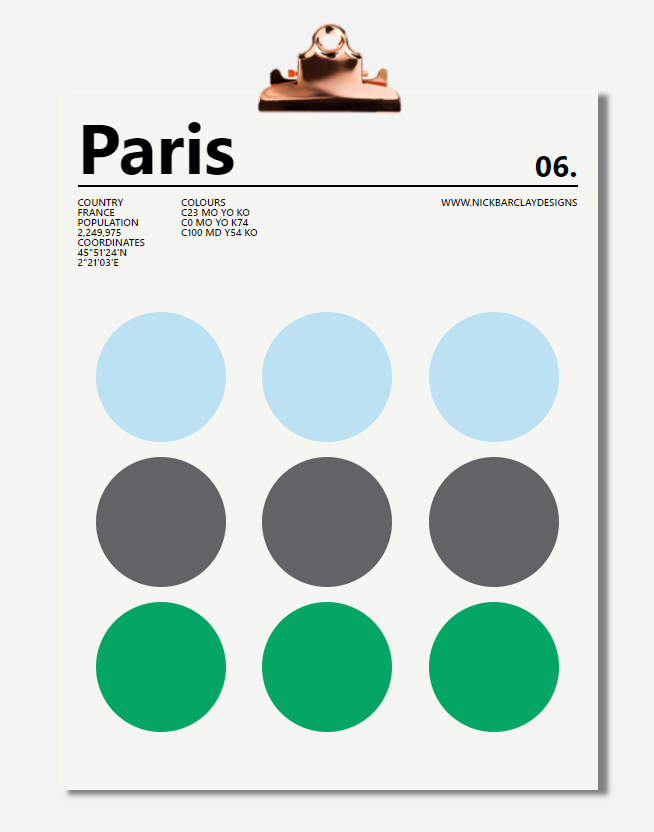 Paris
06.
COUNTRY
FRANCE
POPULATION
2,249,975
COORDINATES
45"51'24'N
2"21'03'E
COLOURS
C23 MO YO KO
C0 MO YO K74
C100 MD Y54 KO
WWW.NICKBARCLAYDESIGNS